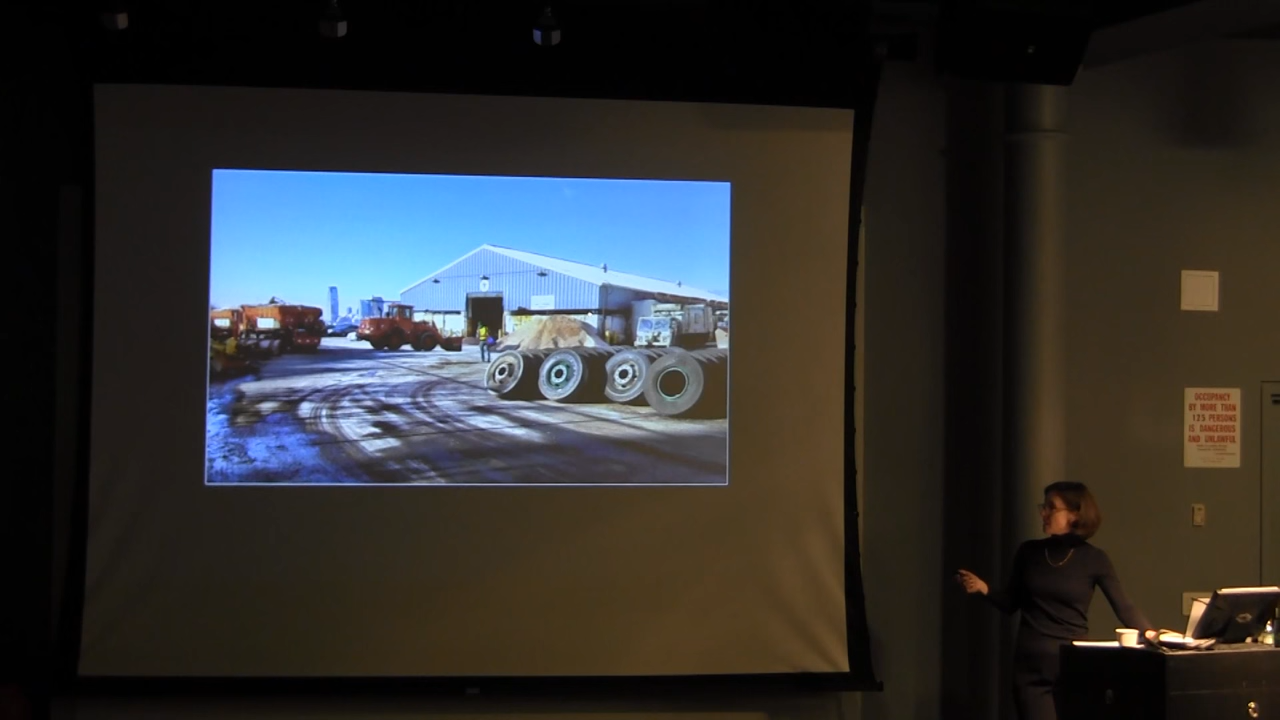 OCCUPANCY
BY MORE THAN
125 PERSONS
IS DANGEROUS
AND UNLAWFUL